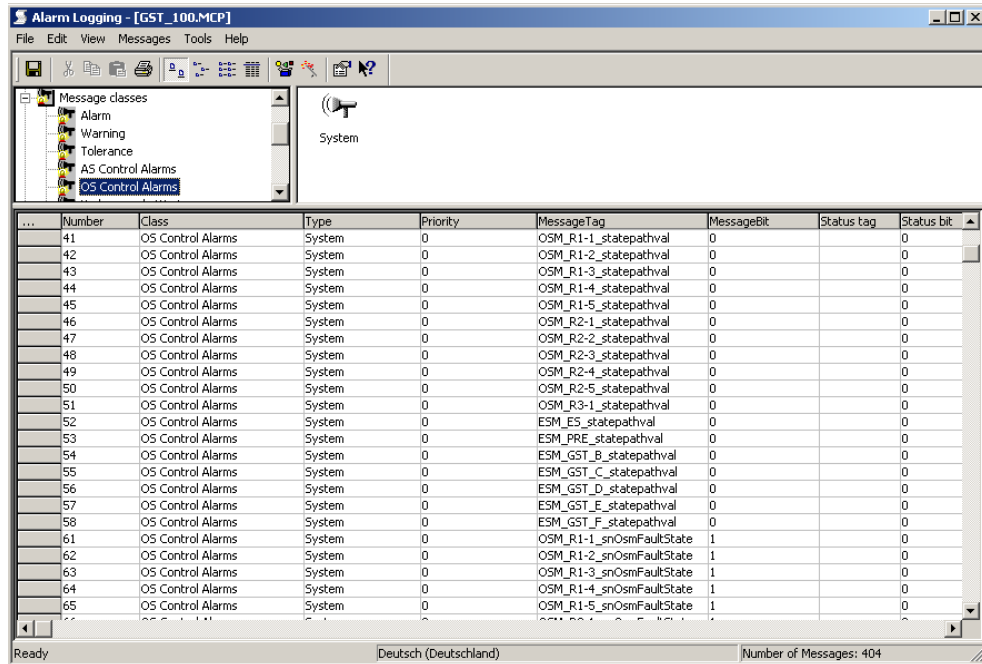 Alarm Logging - [GST_100.MCP]
File Edit View Messages Tools Help
Message classes
Alarm
Warning
Tolerance
AS Control Alarms
OS Control Alarms
System
... Number Class Type Priority MessageTag MessageBit Status tag Status bit
41 OS Control Alarms System 0 OSM_R1-1_statepathval 0 0
42 OS Control Alarms System 0 OSM_R1-2_statepathval 0 0
43 OS Control Alarms System 0 OSM_R1-3_statepathval 0 0
44 OS Control Alarms System 0 OSM_R1-4_statepathval 0 0
45 OS Control Alarms System 0 OSM_R1-5_statepathval 0 0
46 OS Control Alarms System 0 OSM_R2-1_statepathval 0 0
47 OS Control Alarms System 0 OSM_R2-2_statepathval 0 0
48 OS Control Alarms System 0 OSM_R2-3_statepathval 0 0
49 OS Control Alarms System 0 OSM_R2-4_statepathval 0 0
50 OS Control Alarms System 0 OSM_R2-5_statepathval 0 0
51 OS Control Alarms System 0 OSM_R3-1_statepathval 0 0
52 OS Control Alarms System 0 ESM_ES_statepathval 0 0
53 OS Control Alarms System 0 ESM_PRE_statepathval 0 0
54 OS Control Alarms System 0 ESM_GST_B_statepathval 0 0
55 OS Control Alarms System 0 ESM_GST_C_statepathval 0 0
56 OS Control Alarms System 0 ESM_GST_D_statepathval 0 0
57 OS Control Alarms System 0 ESM_GST_E_statepathval 0 0
58 OS Control Alarms System 0 ESM_GST_F_statepathval 0 0
61 OS Control Alarms System 0 OSM_R1-1_snOsmFaultState 1 0
62 OS Control Alarms System 0 OSM_R1-2_snOsmFaultState 1 0
63 OS Control Alarms System 0 OSM_R1-3_snOsmFaultState 1 0
64 OS Control Alarms System 0 OSM_R1-4_snOsmFaultState 1 0
65 OS Control Alarms System 0 OSM_R1-5_snOsmFaultState 1 0
Ready Deutsch (Deutschland) Number of Messages: 404